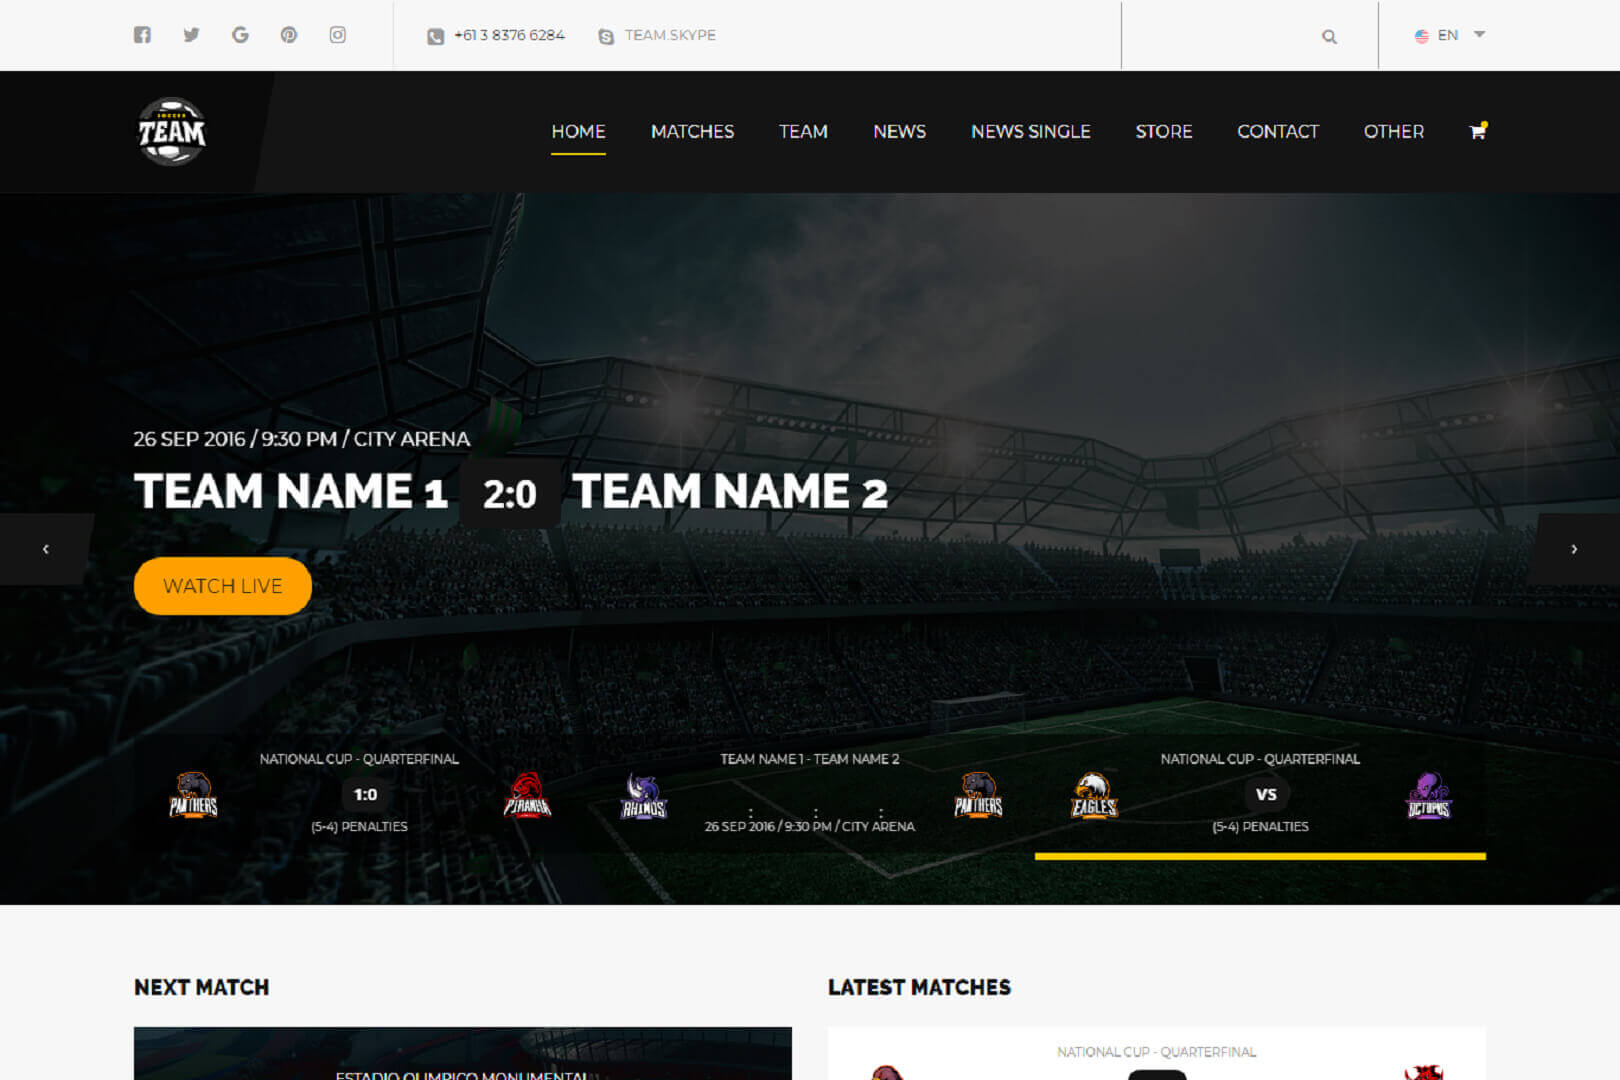 +61 3 8376 6284
TEAM.SKYPE
EN
SOCCER
TEAM
HOME
MATCHES
TEAM
NEWS
NEWS SINGLE
STORE
CONTACT
OTHER
26 SEP 2016 / 9:30 PM / CITY ARENA
TEAM NAME 1 2:0 TEAM NAME 2
‹
›
WATCH LIVE
NATIONAL CUP - QUARTERFINAL
PANTHERS
1:0
PIRANHA
(5-4) PENALTIES
TEAM NAME 1 - TEAM NAME 2
RHINOS
: : :
PANTHERS
26 SEP 2016 / 9:30 PM / CITY ARENA
NATIONAL CUP - QUARTERFINAL
EAGLES
VS
OCTOPUS
(5-4) PENALTIES
NEXT MATCH
LATEST MATCHES
ESTADIO OLIMPICO MONUMENTAL
NATIONAL CUP - QUARTERFINAL